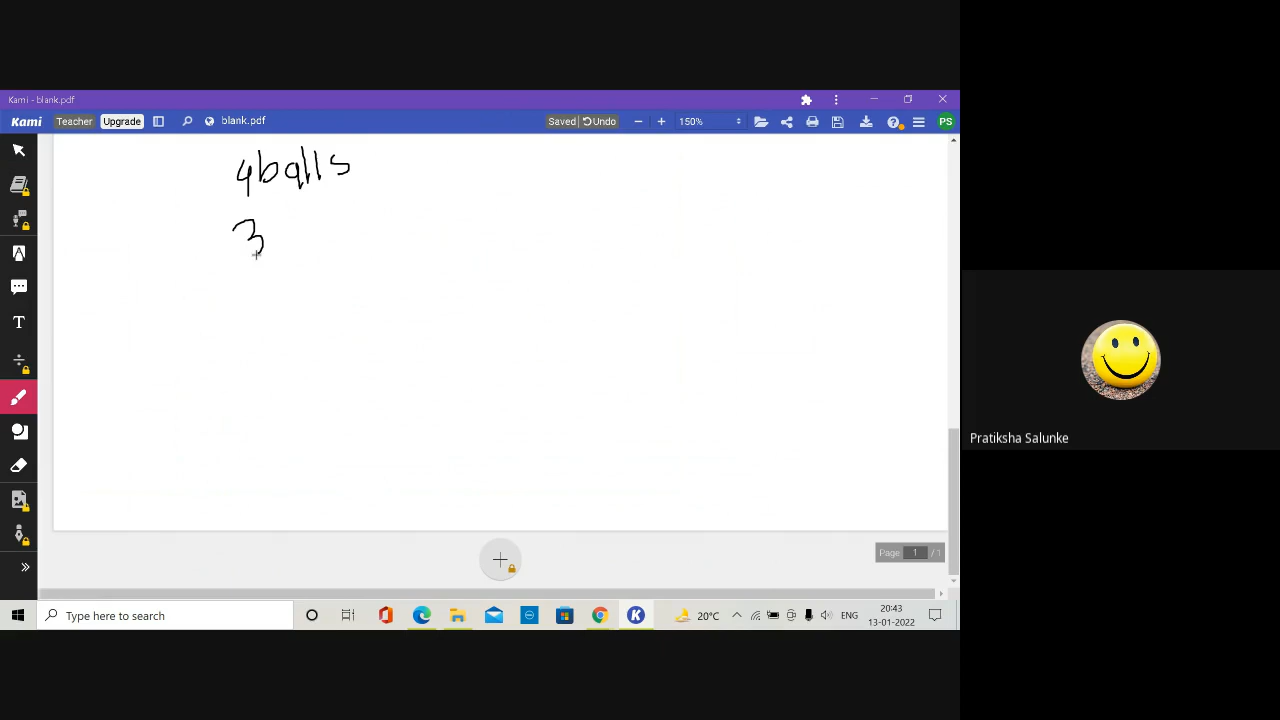 Kami - blank.pdf
Kami Teacher Upgrade blank.pdf Saved Undo 150% PS
4balls
3
T
Pratiksha Salunke
Page 1 / 1
Type here to search
K
20°C ENG 20:43
13-01-2022